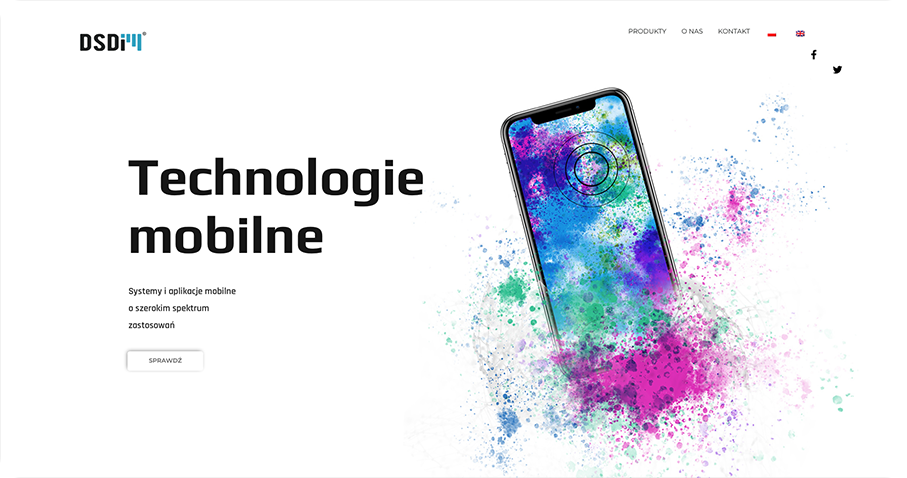 DSDi
PRODUKTY O NAS KONTAKT
Technologie
mobilne
Systemy i aplikacje mobilne
o szerokim spektrum
zastosowań
SPRAWDŹ